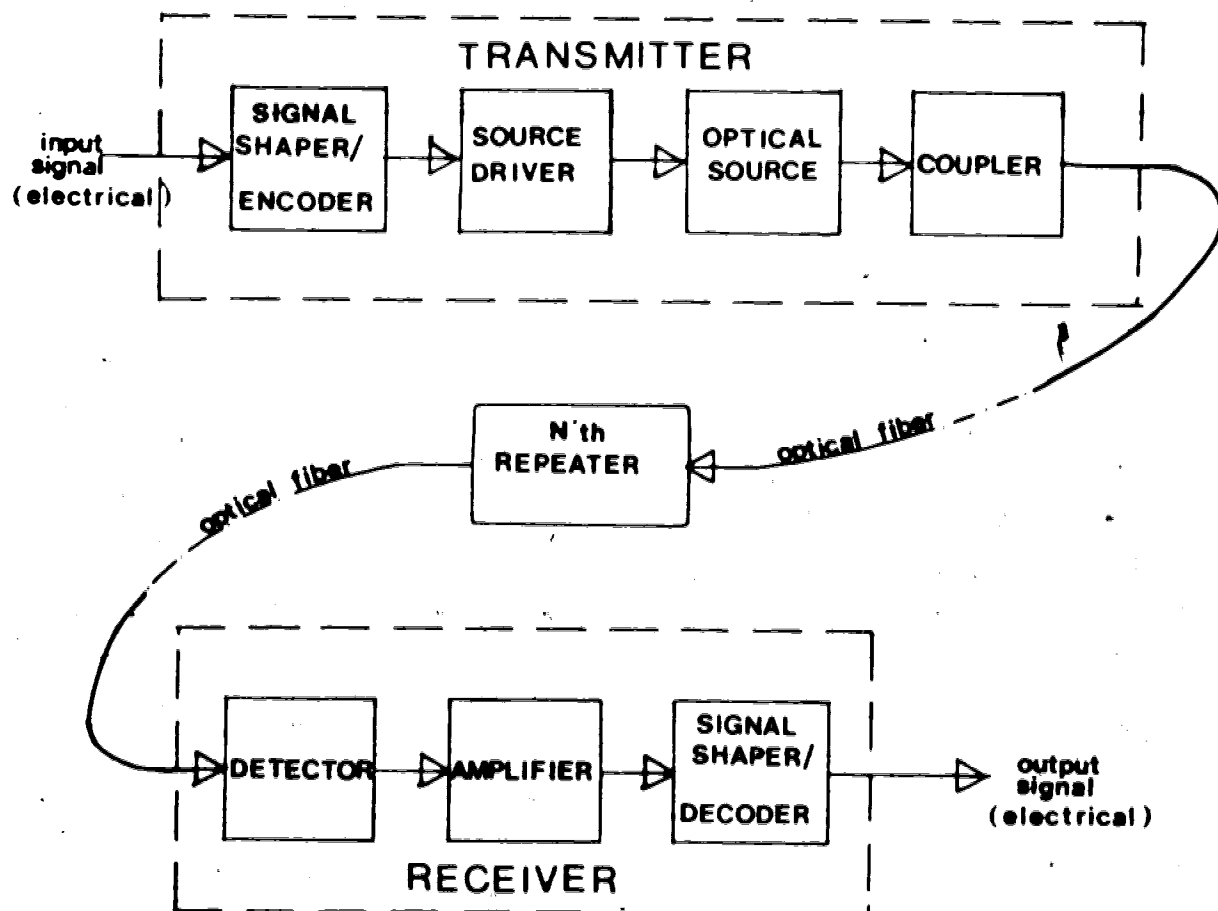 TRANSMITTER
input
signal
(electrical)
SIGNAL
SHAPER/
ENCODER
SOURCE
DRIVER
OPTICAL
SOURCE
COUPLER
optical fiber
N'th
REPEATER
optical fiber
DETECTOR
AMPLIFIER
SIGNAL
SHAPER/
DECODER
output
signal
(electrical)
RECEIVER